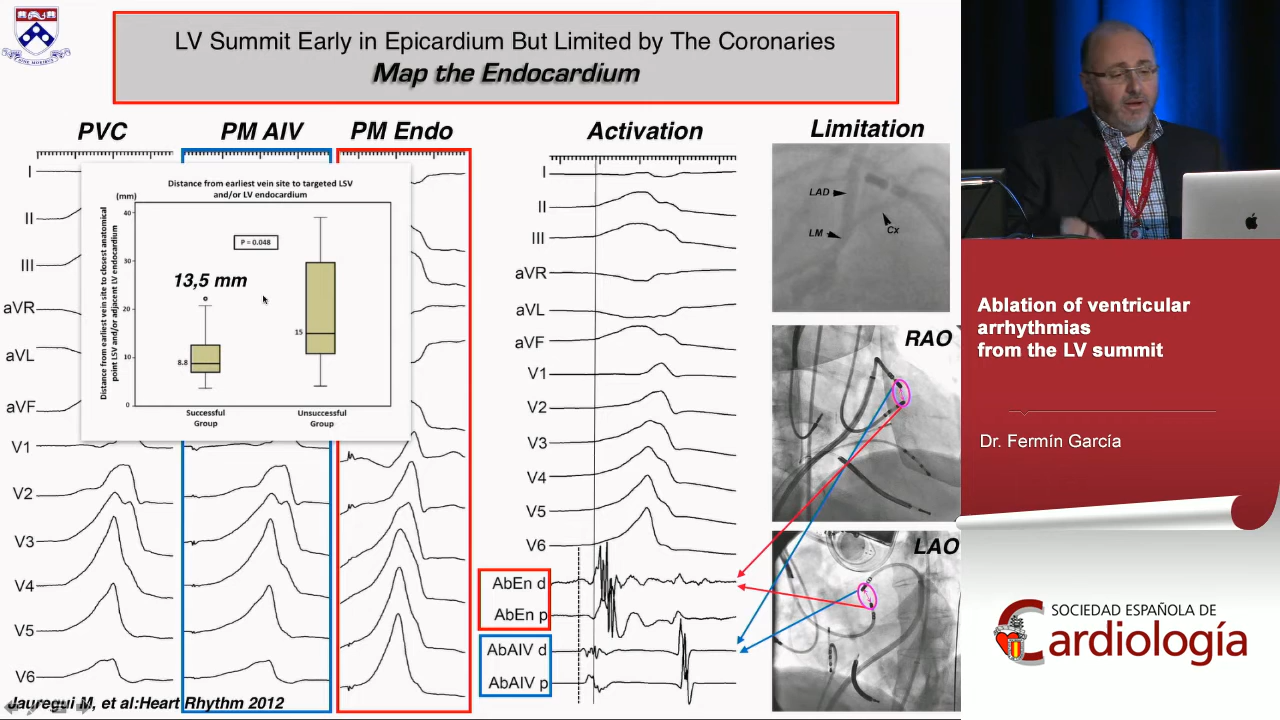 LV Summit Early in Epicardium But Limited by The Coronaries
Map the Endocardium
PVC
PM AIV
PM Endo
Activation
Limitation
I
II
III
aVR
aVL
aVF
V1
V2
V3
V4
V5
V6
Distance from earliest vein site to targeted LSV
and/or LV endocardium
(mm)
Distance from earliest vein site to closest anatomical
point LSV and/or adjacent LV endocardium
40
30
20
10
0
P = 0.048
13,5 mm
8.8
15
Successful
Group
Unsuccessful
Group
I
II
III
aVR
aVL
aVF
V1
V2
V3
V4
V5
V6
AbEn d
AbEn p
AbAIV d
AbAIV p
LAD
LM
Cx
RAO
LAO
Jauregui M, et al:Heart Rhythm 2012
Ablation of ventricular
arrhythmias
from the LV summit
Dr. Fermín García
SOCIEDAD ESPAÑOLA DE
Cardiología